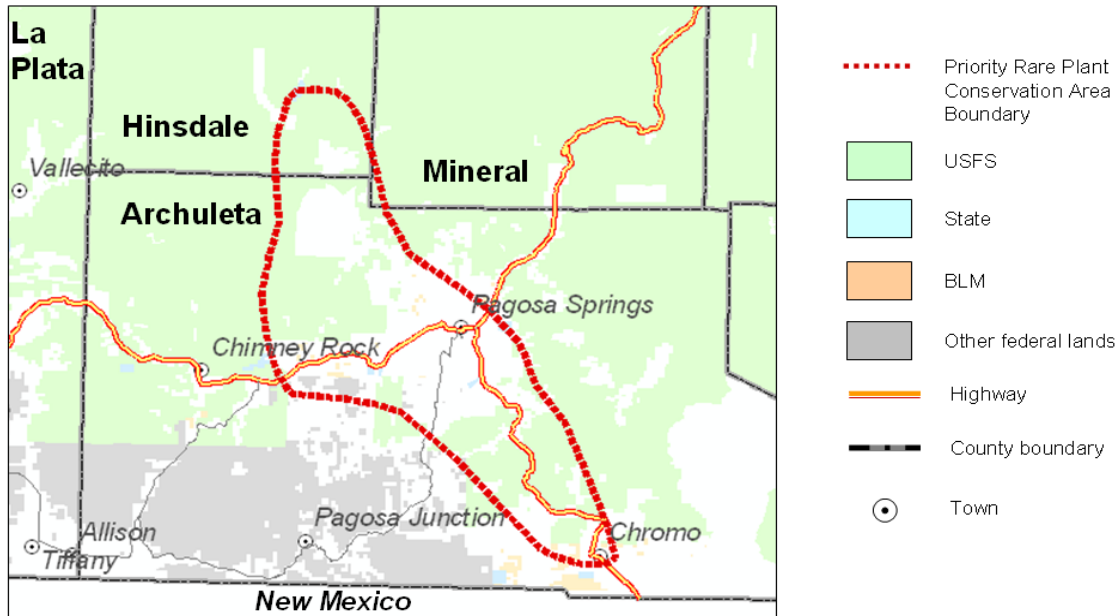 La
Plata
Hinsdale
Vallecito
Mineral
Archuleta
Pagosa Springs
Chimney Rock
Pagosa Junction
Allison
Tiffany
Chromo
New Mexico
Priority Rare Plant
Conservation Area
Boundary
USFS
State
BLM
Other federal lands
Highway
County boundary
Town